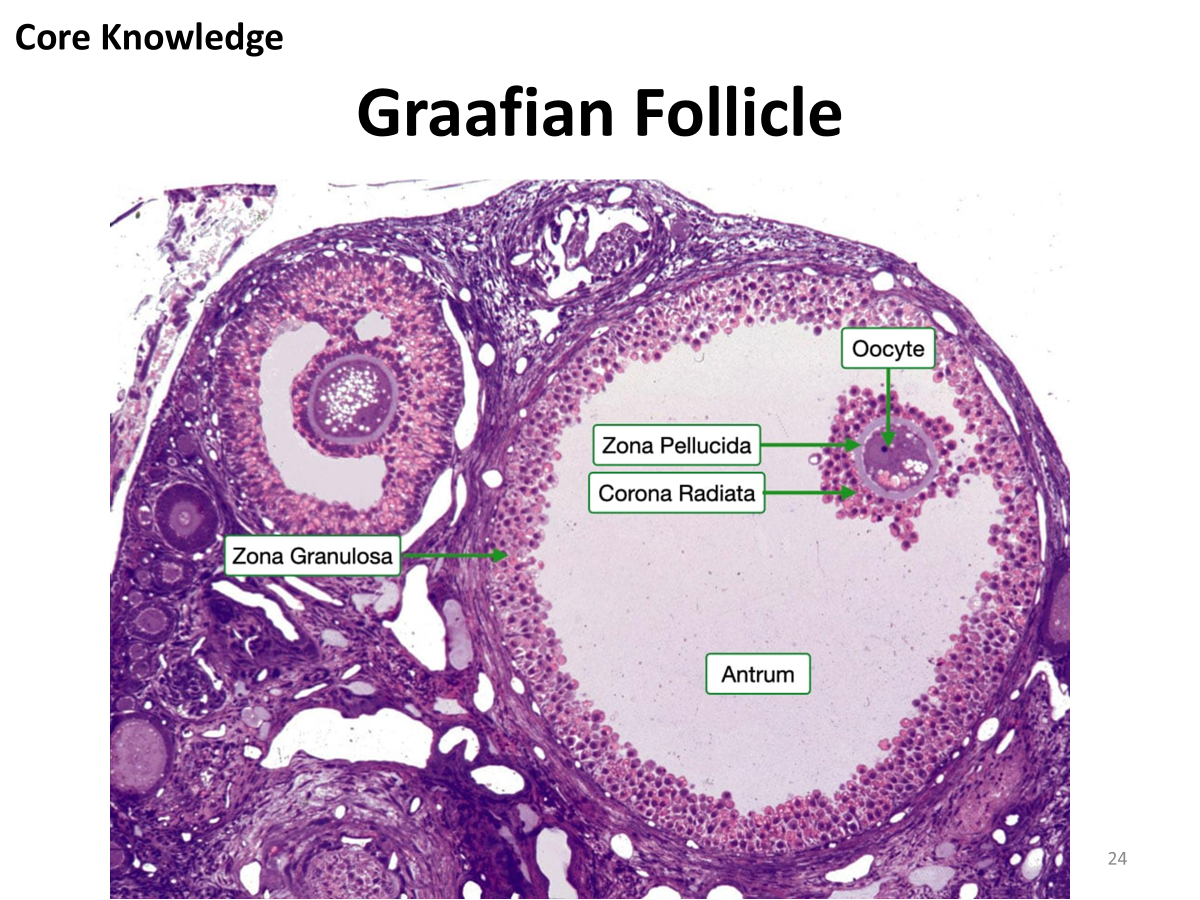 Core Knowledge
Graafian Follicle
Oocyte
Zona Pellucida
Corona Radiata
Zona Granulosa
Antrum
24